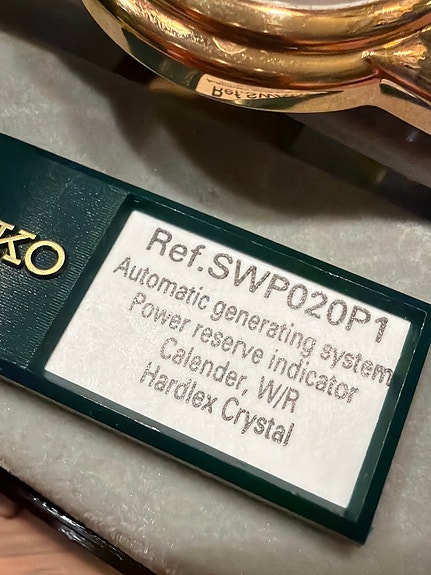 KO
Ref.SWP020P1
Automatic generating system
Power reserve indicator
Calender, W/R
Hardlex Crystal